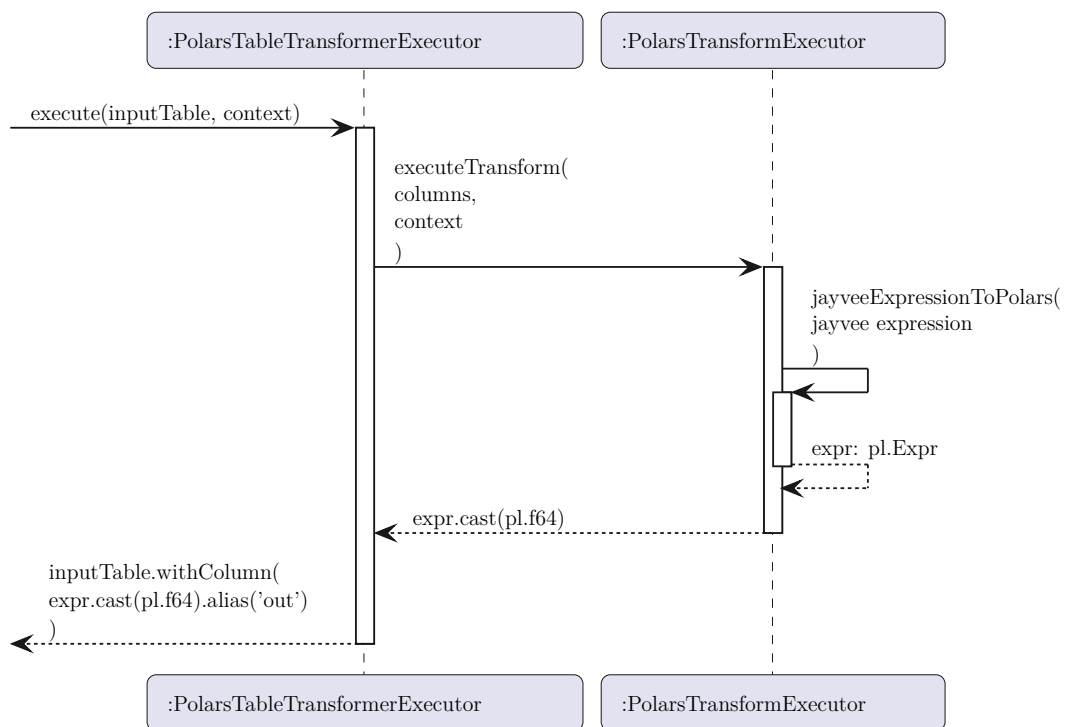 :PolarsTableTransformerExecutor
:PolarsTransformExecutor
execute(inputTable, context)
executeTransform(
columns,
context
)
jayveeExpressionToPolars(
jayvee expression
)
expr: pl.Expr
expr.cast(pl.f64)
inputTable.withColumn(
expr.cast(pl.f64).alias('out')
)
:PolarsTableTransformerExecutor
:PolarsTransformExecutor